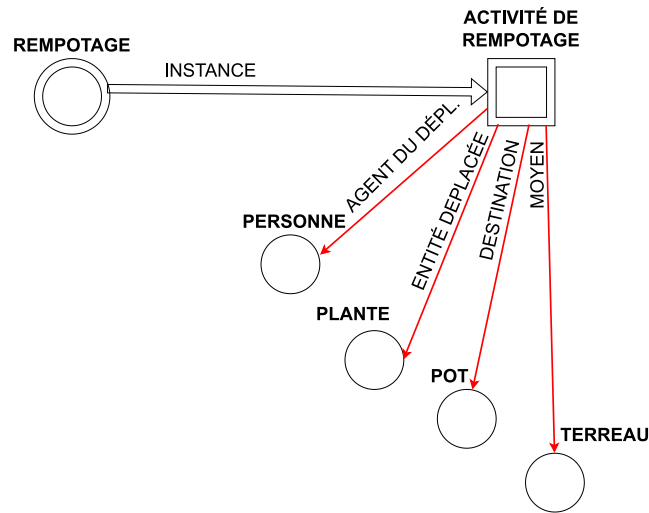 ACTIVITÉ DE
REMPOTAGE
REMPOTAGE
INSTANCE
AGENT DU DÉPL.
ENTITÉ DEPLACÉE
DESTINATION
MOYEN
PERSONNE
PLANTE
POT
TERREAU